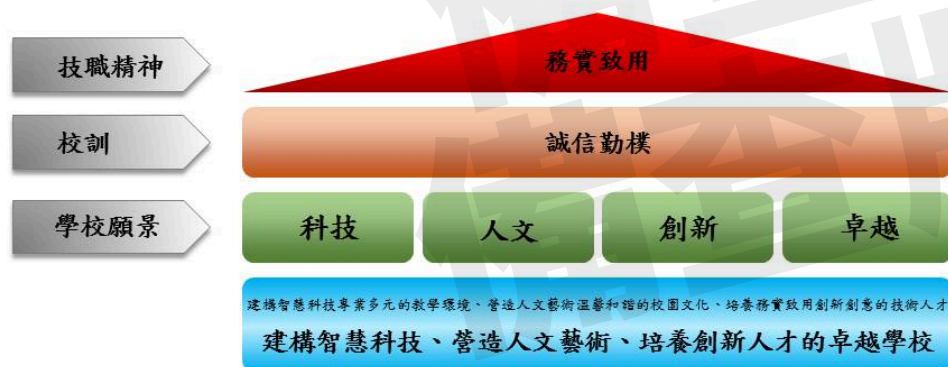 技職精神
務實致用
校訓
誠信勤樸
學校願景
科技
人文
創新
卓越
建構智慧科技專業多元的教學環境、營造人文藝術溫馨和諧的校園文化、培養務實致用創新創意的技術人才
建構智慧科技、營造人文藝術、培養創新人才的卓越學校